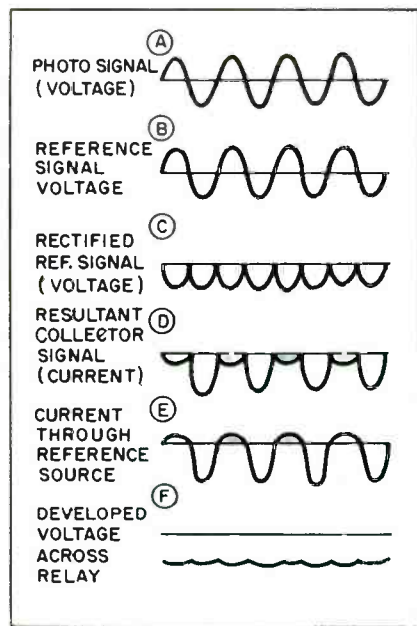 A
PHOTO SIGNAL
(VOLTAGE)
B
REFERENCE
SIGNAL
VOLTAGE
C
RECTIFIED
REF. SIGNAL
(VOLTAGE)
RESULTANT D
COLLECTOR
SIGNAL
(CURRENT)
CURRENT E
THROUGH
REFERENCE
SOURCE
F
DEVELOPED
VOLTAGE
ACROSS
RELAY